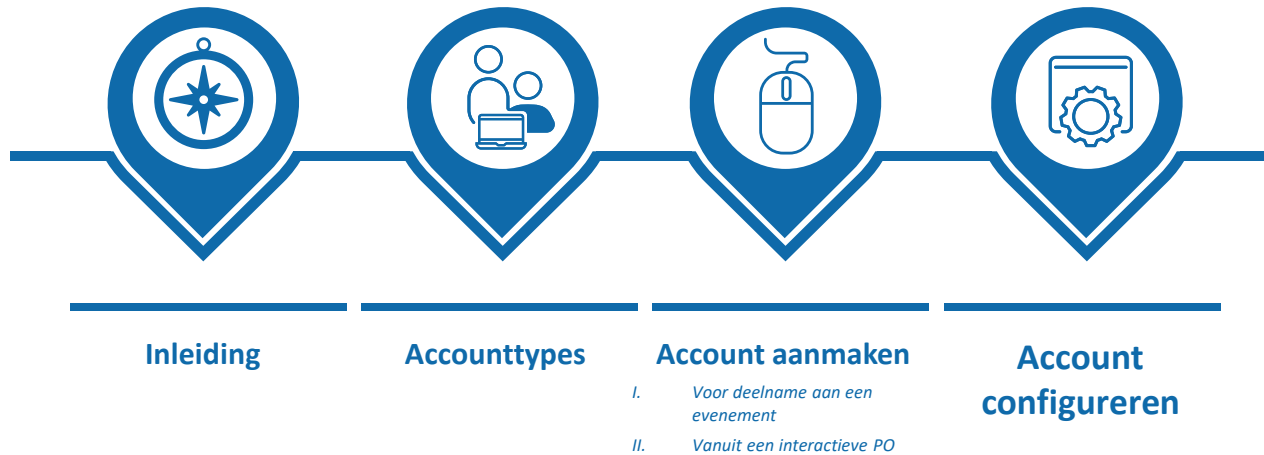 Inleiding
Accounttypes
Account aanmaken
I. Voor deelname aan een
evenement
II. Vanuit een interactieve PO
Account
configureren